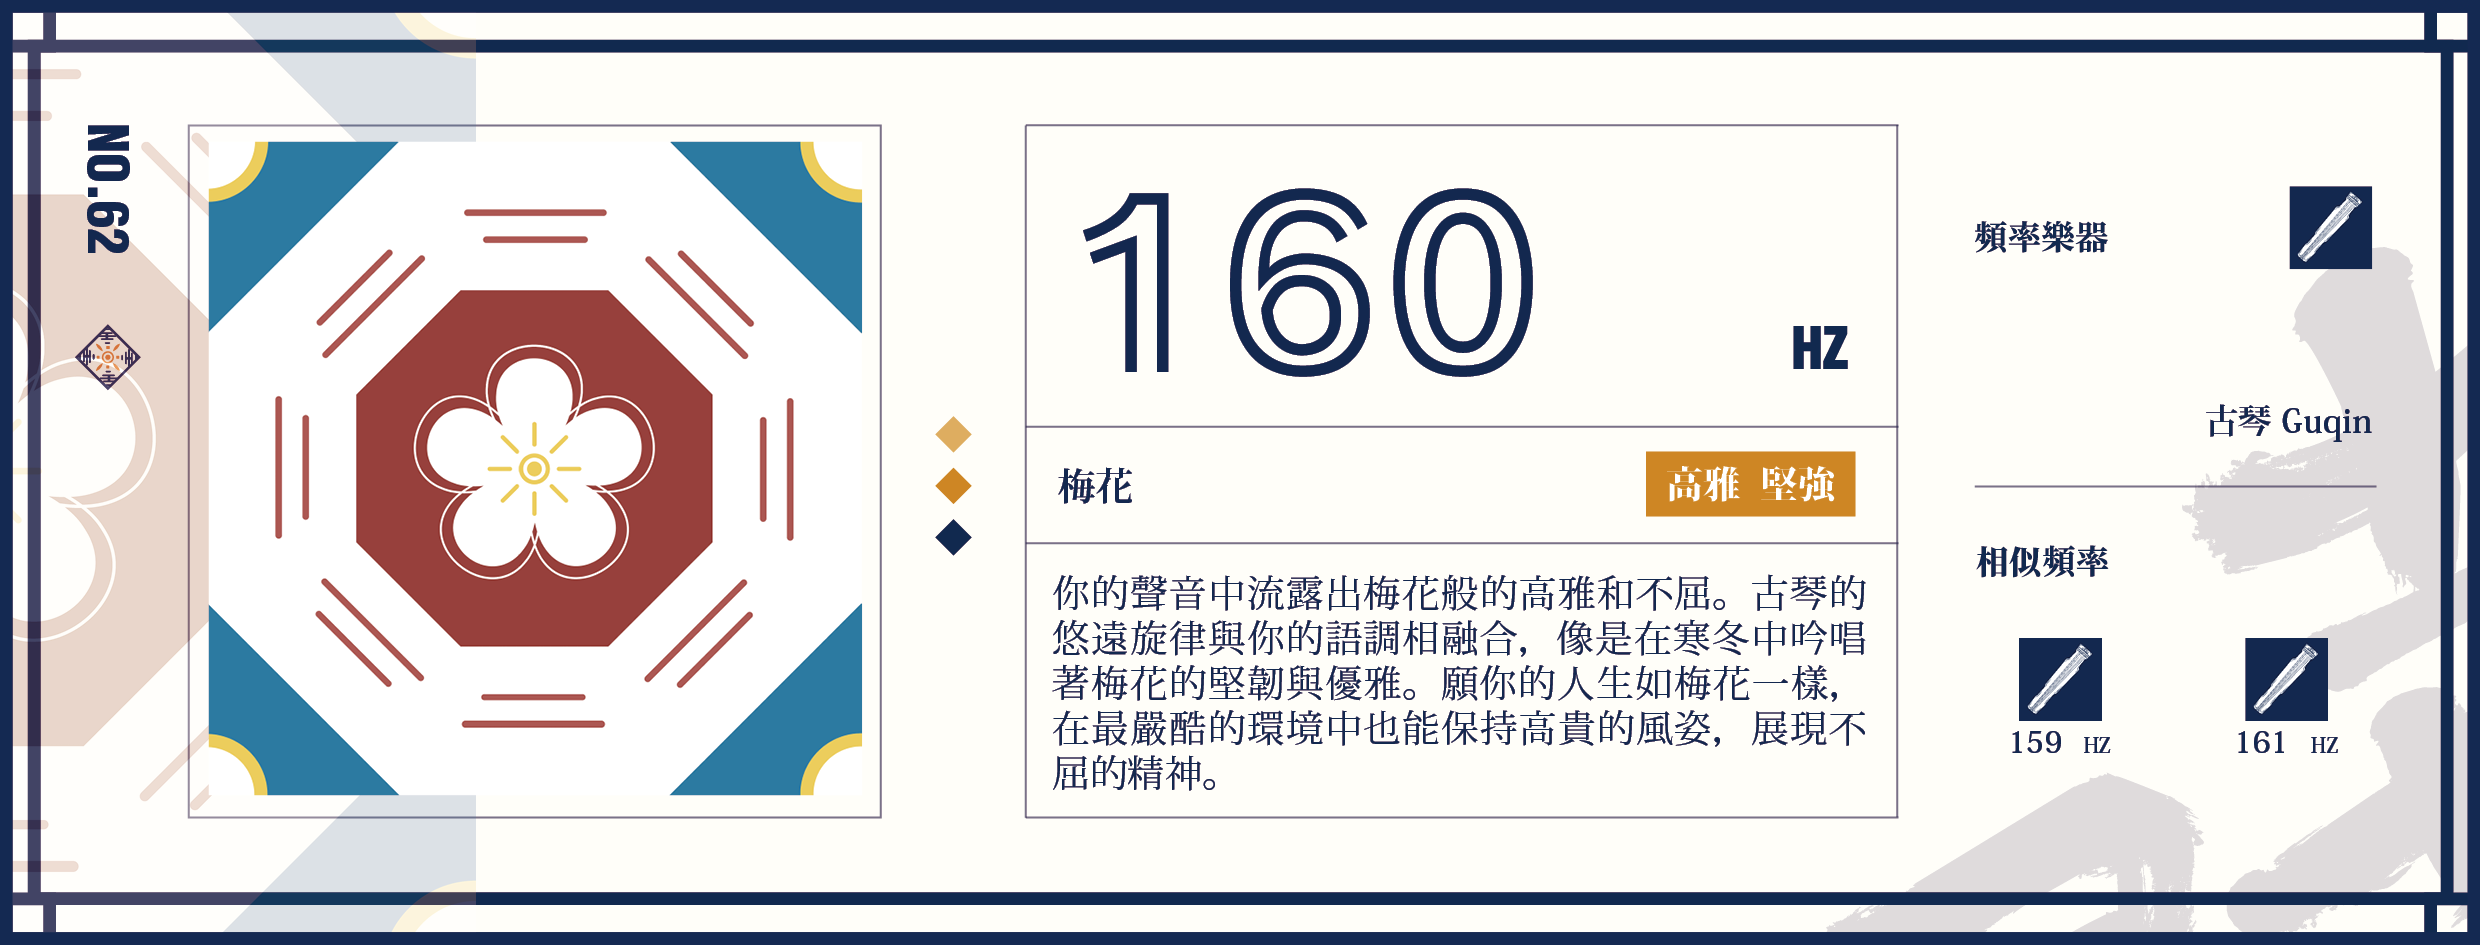 NO.62
160
HZ
梅花
高雅 堅強
你的聲音中流露出梅花般的高雅和不屈。古琴的
悠遠旋律與你的語調相融合，像是在寒冬中吟唱
著梅花的堅韌與優雅。願你的人生如梅花一樣，
在最嚴酷的環境中也能保持高貴的風姿，展現不
屈的精神。
頻率樂器
古琴 Guqin
相似頻率
159 HZ
161 HZ